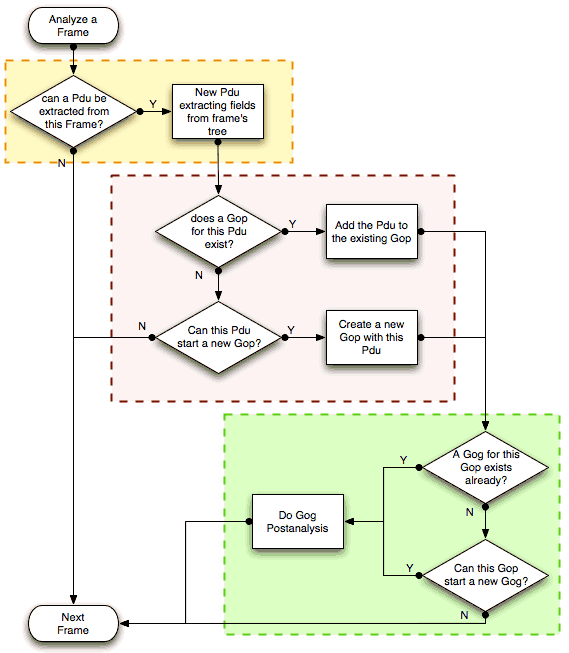 Analyze a
Frame
can a Pdu be
extracted from
this Frame?
Y
New Pdu
extracting fields
from frame's
tree
N
does a Gop
for this Pdu
exist?
Y
Add the Pdu to
the existing Gop
N
Can this Pdu
start a new Gop?
N
Y
Create a new
Gop with this
Pdu
A Gog for this
Gop exists
already?
Y
N
Do Gog
Postanalysis
Can this Gop
start a new Gog?
Y
N
Next
Frame